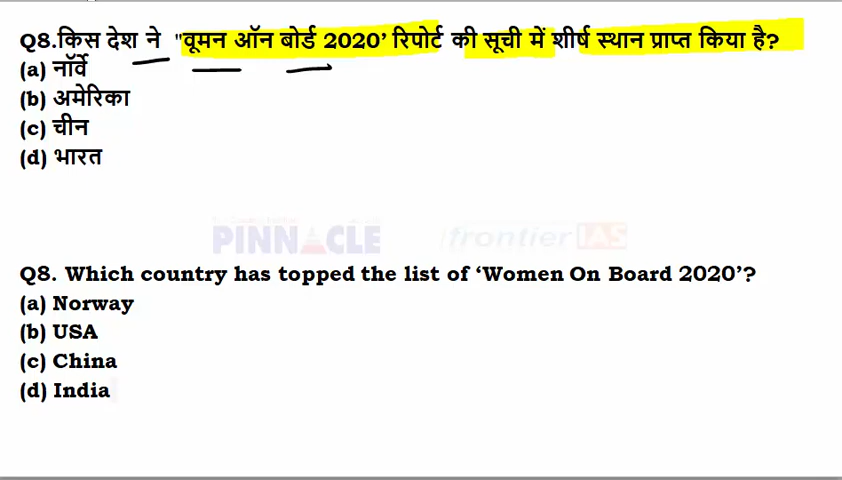 Q8.किस देश ने "वूमन ऑन बोर्ड 2020’ रिपोर्ट की सूची में शीर्ष स्थान प्राप्त किया है?
(a) नॉर्वे
(b) अमेरिका
(c) चीन
(d) भारत
PINNACLE frontier IAS
Q8. Which country has topped the list of ‘Women On Board 2020’?
(a) Norway
(b) USA
(c) China
(d) India